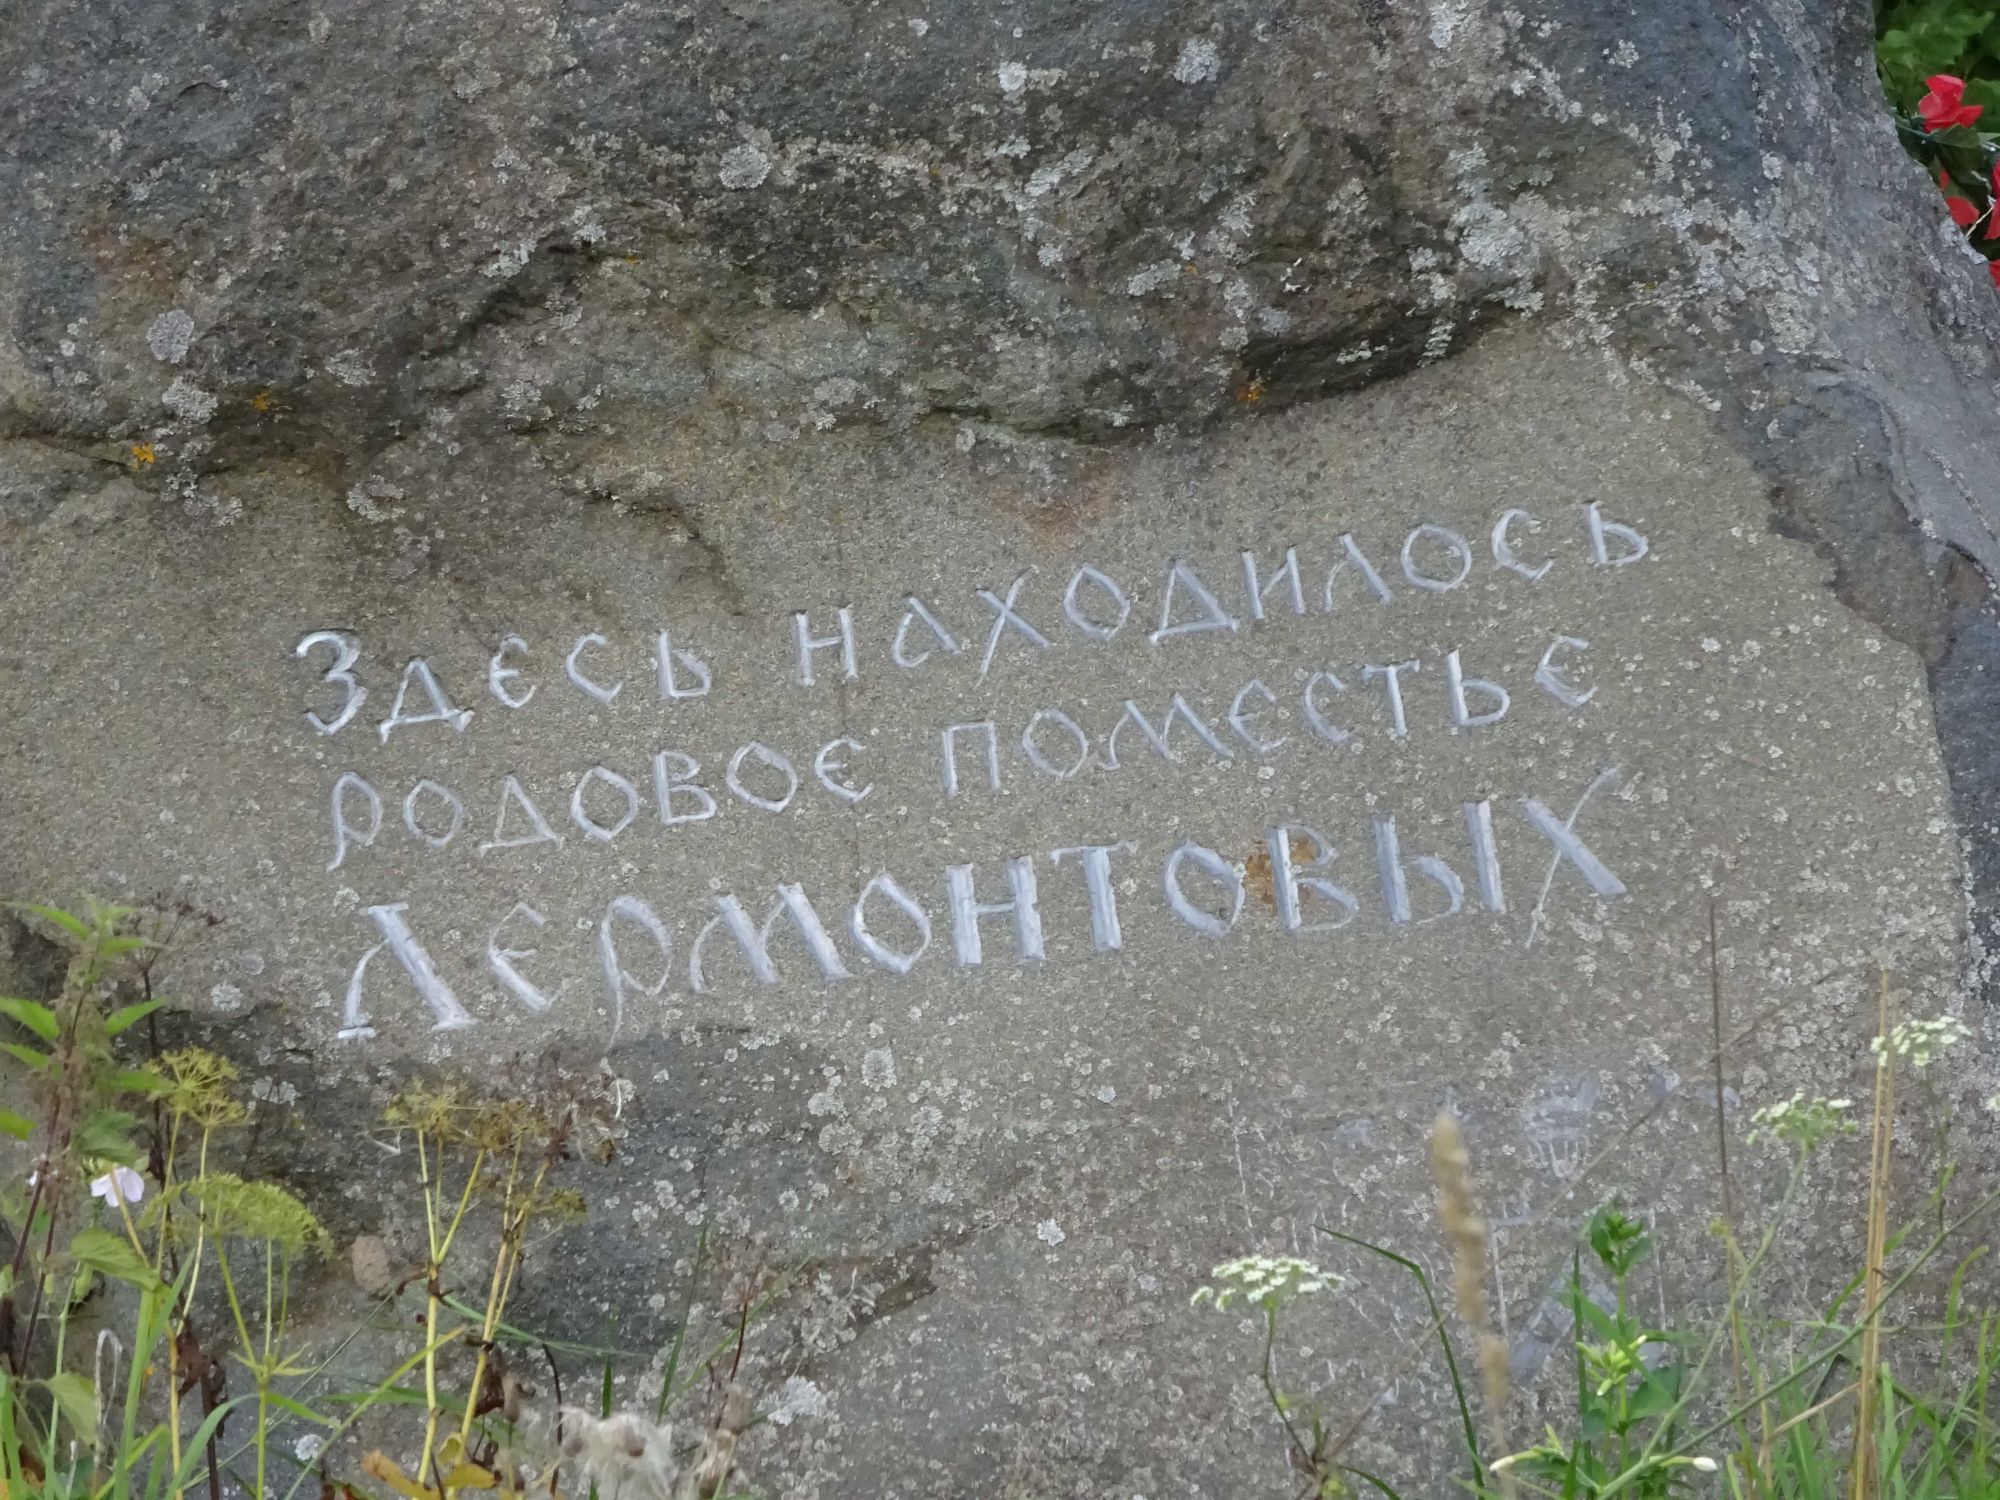 Здесь находилось
родовое поместье
Лермонтовых